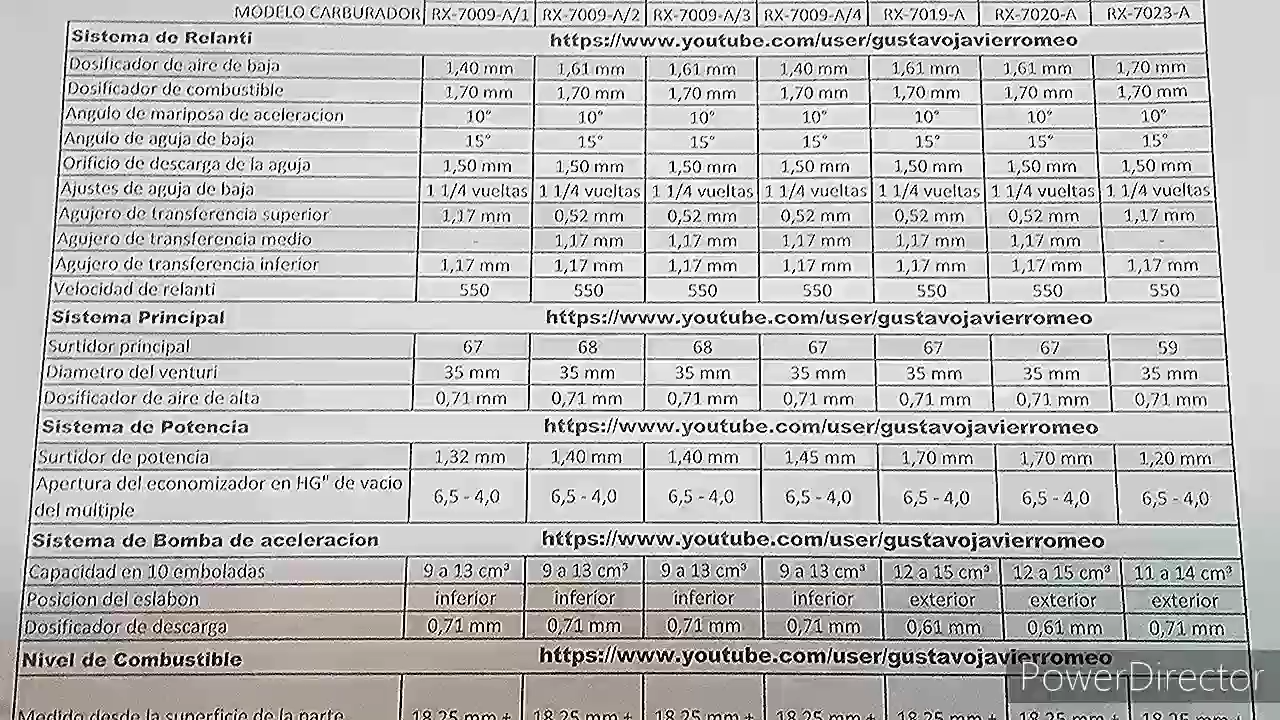 MODELO CARBURADOR RX-7009-A/1 RX-7009-A/2 RX-7009-A/3 RX-7009-A/4 RX-7019-A RX-7020-A RX-7023-A
Sistema de Relanti https://www.youtube.com/user/gustavojavierromeo
Dosificador de aire de baja 1,40 mm 1,61 mm 1,61 mm 1,40 mm 1,61 mm 1,61 mm 1,70 mm
Dosificador de combustible 1,70 mm 1,70 mm 1,70 mm 1,70 mm 1,70 mm 1,70 mm 1,70 mm
Angulo de mariposa de aceleracion 10° 10° 10° 10° 10° 10° 10°
Angulo de aguja de baja 15° 15° 15° 15° 15° 15° 15°
Orificio de descarga de la aguja 1,50 mm 1,50 mm 1,50 mm 1,50 mm 1,50 mm 1,50 mm 1,50 mm
Ajustes de aguja de baja 1 1/4 vueltas 1 1/4 vueltas 1 1/4 vueltas 1 1/4 vueltas 1 1/4 vueltas 1 1/4 vueltas 1 1/4 vueltas
Agujero de transferencia superior 1,17 mm 0,52 mm 0,52 mm 0,52 mm 0,52 mm 0,52 mm 1,17 mm
Agujero de transferencia medio - 1,17 mm 1,17 mm 1,17 mm 1,17 mm 1,17 mm -
Agujero de transferencia inferior 1,17 mm 1,17 mm 1,17 mm 1,17 mm 1,17 mm 1,17 mm 1,17 mm
Velocidad de relanti 550 550 550 550 550 550 550
Sistema Principal https://www.youtube.com/user/gustavojavierromeo
Surtidor principal 67 68 68 67 67 67 59
Diametro del venturi 35 mm 35 mm 35 mm 35 mm 35 mm 35 mm 35 mm
Dosificador de aire de alta 0,71 mm 0,71 mm 0,71 mm 0,71 mm 0,71 mm 0,71 mm 0,71 mm
Sistema de Potencia https://www.youtube.com/user/gustavojavierromeo
Surtidor de potencia 1,32 mm 1,40 mm 1,40 mm 1,45 mm 1,70 mm 1,70 mm 1,20 mm
Apertura del economizador en HG" de vacio
del multiple 6,5 - 4,0 6,5 - 4,0 6,5 - 4,0 6,5 - 4,0 6,5 - 4,0 6,5 - 4,0 6,5 - 4,0
Sistema de Bomba de aceleracion https://www.youtube.com/user/gustavojavierromeo
Capacidad en 10 emboladas 9 a 13 cm³ 9 a 13 cm³ 9 a 13 cm³ 9 a 13 cm³ 12 a 15 cm³ 12 a 15 cm³ 11 a 14 cm³
Posicion del eslabon inferior inferior inferior inferior exterior exterior exterior
Dosificador de descarga 0,71 mm 0,71 mm 0,71 mm 0,71 mm 0,61 mm 0,61 mm 0,71 mm
Nivel de Combustible https://www.youtube.com/user/gustavojavierromeo
PowerDirector
Medido desde la superficie de la parte 18,25 mm + 18,25 mm + 18,25 mm + 18,25 mm + 18,25 mm + 18,25 mm + 18,25 mm +